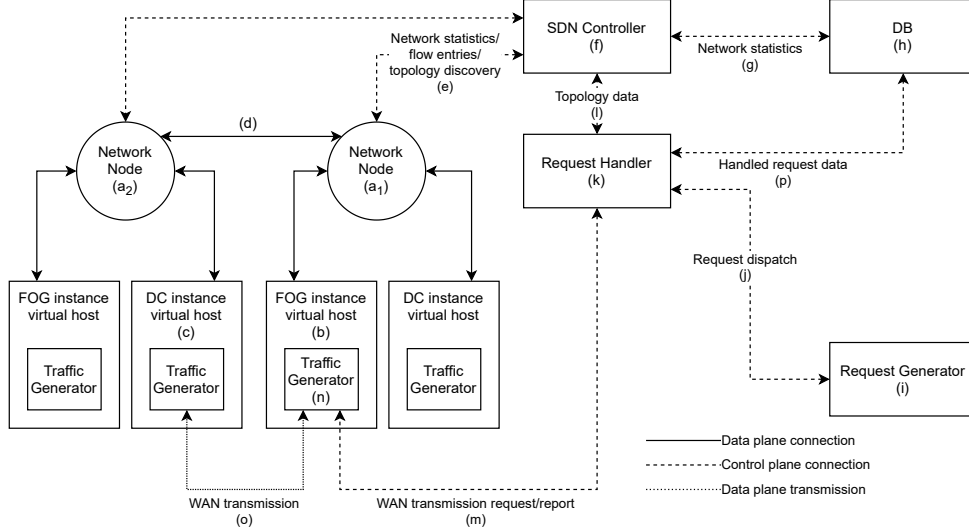 SDN Controller
(f)
DB
(h)
Network statistics/
flow entries/
topology discovery
(e)
Network statistics
(g)
Topology data
(l)
(d)
Network
Node
(a2)
Network
Node
(a1)
Request Handler
(k)
Handled request data
(p)
Request dispatch
(j)
FOG instance
virtual host
Traffic
Generator
DC instance
virtual host
(c)
Traffic
Generator
FOG instance
virtual host
(b)
Traffic
Generator
(n)
DC instance
virtual host
Traffic
Generator
Request Generator
(i)
Data plane connection
Control plane connection
Data plane transmission
WAN transmission
(o)
WAN transmission request/report
(m)